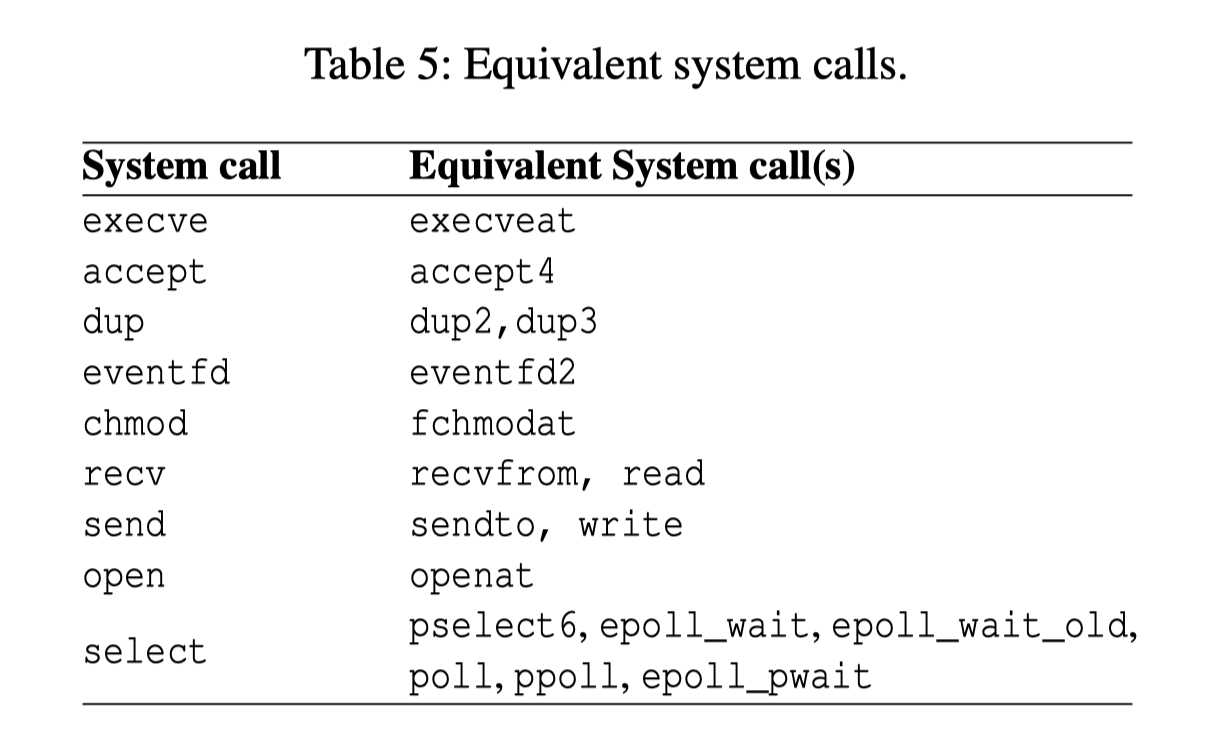 Table 5: Equivalent system calls.
System call Equivalent System call(s)
execve execveat
accept accept4
dup dup2,dup3
eventfd eventfd2
chmod fchmodat
recv recvfrom, read
send sendto, write
open openat
select pselect6, epoll_wait, epoll_wait_old,
poll, ppoll, epoll_pwait